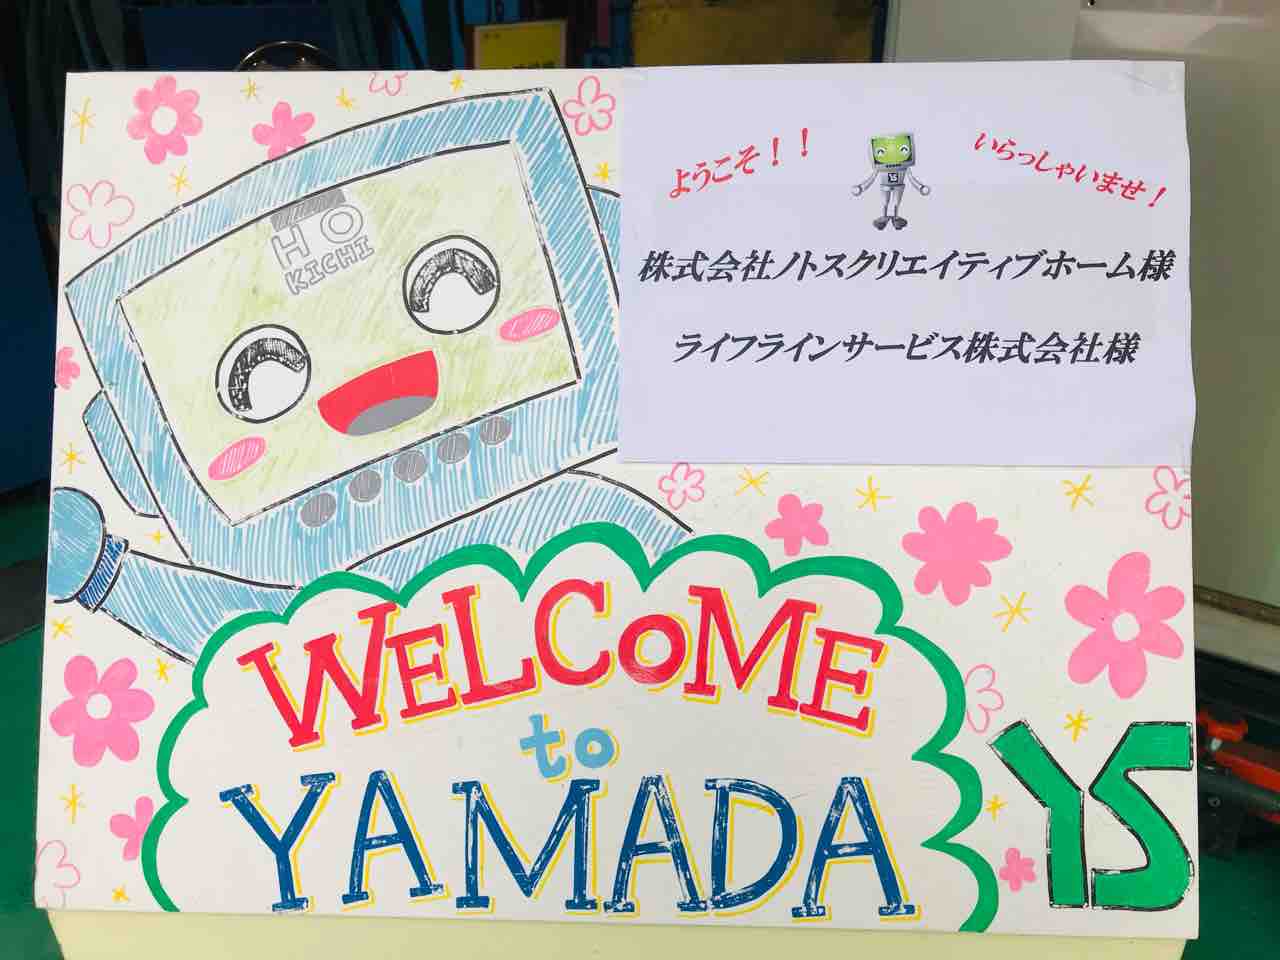 HO
KICHI
ようこそ!!
いらっしゃいませ!
株式会社ノトスクリエイティブホーム様
ライフラインサービス株式会社様
WELCOME
to
YAMADA
YS